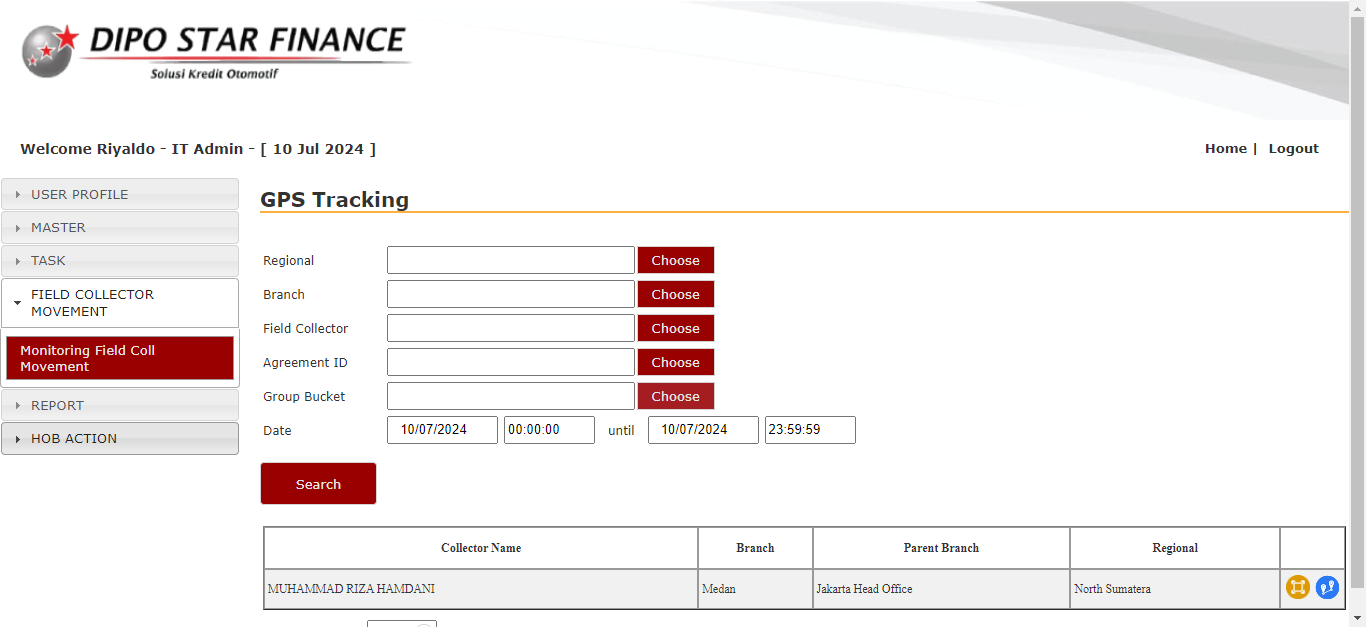 DIPO STAR FINANCE
Solusi Kredit Otomotif
Welcome Riyaldo - IT Admin - [ 10 Jul 2024 ]
Home | Logout
USER PROFILE
MASTER
TASK
FIELD COLLECTOR
MOVEMENT
Monitoring Field Coll
Movement
REPORT
HOB ACTION
GPS Tracking
Regional Choose
Branch Choose
Field Collector Choose
Agreement ID Choose
Group Bucket Choose
Date 10/07/2024 00:00:00 until 10/07/2024 23:59:59
Search
Collector Name Branch Parent Branch Regional
MUHAMMAD RIZA HAMDANI Medan Jakarta Head Office North Sumatera